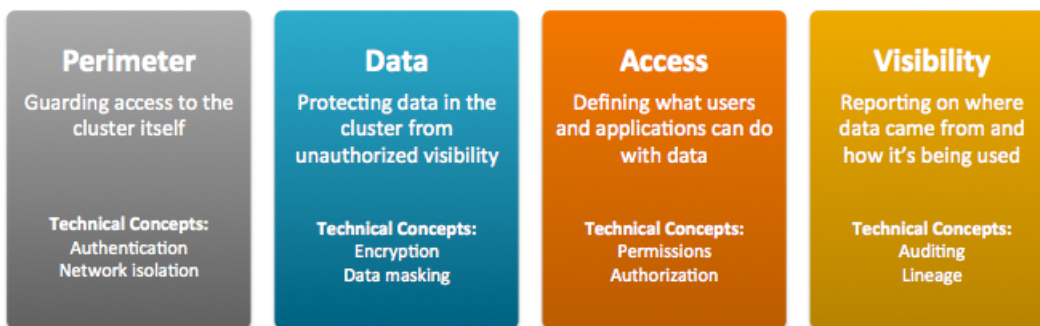 Perimeter
Guarding access to the
cluster itself
Technical Concepts:
Authentication
Network isolation
Data
Protecting data in the
cluster from
unauthorized visibility
Technical Concepts:
Encryption
Data masking
Access
Defining what users
and applications can do
with data
Technical Concepts:
Permissions
Authorization
Visibility
Reporting on where
data came from and
how it's being used
Technical Concepts:
Auditing
Lineage